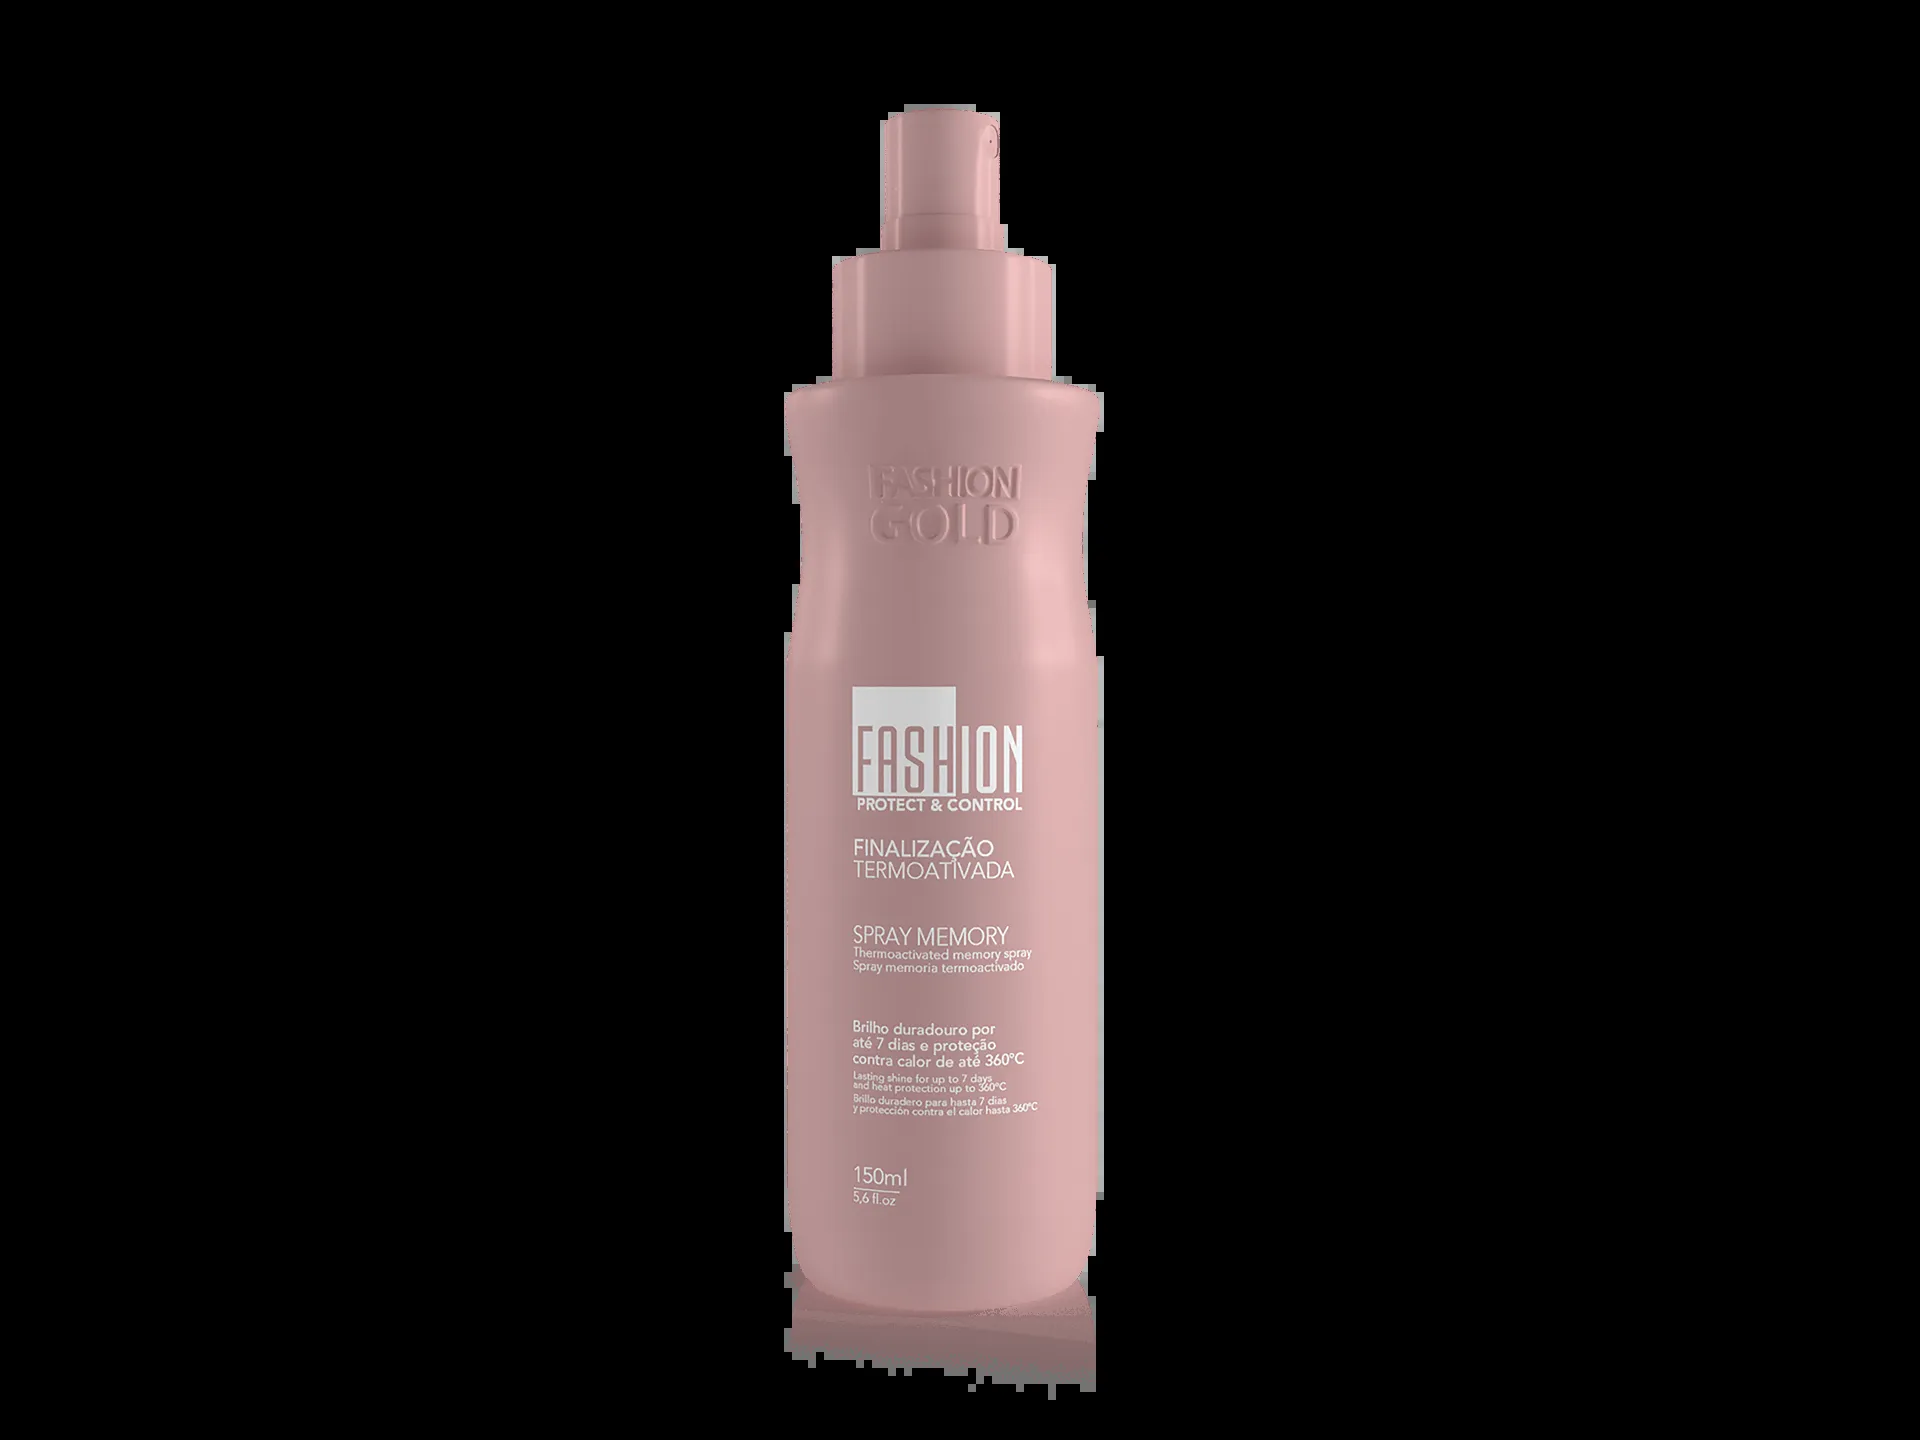 FASHION
GOLD
FASHION
PROTECT & CONTROL
FINALIZAÇÃO
TERMOATIVADA
SPRAY MEMORY
Thermoactivated memory spray
Spray memoria termoactivado
Brilho duradouro por
até 7 dias e proteção
contra calor de até 360°C
Lasting shine for up to 7 days
and heat protection up to 360°C
Brillo duradero para hasta 7 dias
y protección contra el calor hasta 360°C
150ml
5,6 fl.oz